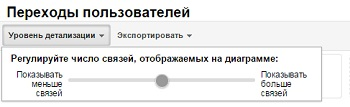 Переходы пользователей
Уровень детализации Экспортировать
Регулируйте число связей, отображаемых на диаграмме:
Показывать Показывать
меньше больше
связей связей